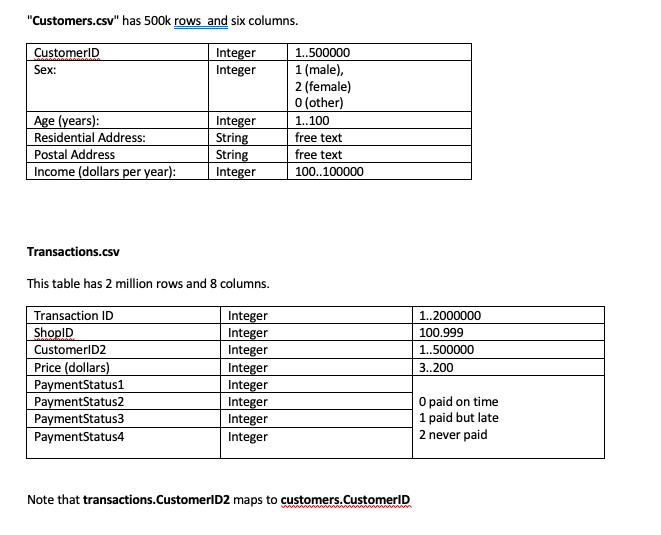 "Customers.csv" has 500k rows  and six columns.
CustomerID Integer 1..500000
Sex: Integer 1 (male),
2 (female)
0 (other)
Age (years): Integer 1..100
Residential Address: String free text
Postal Address String free text
Income (dollars per year): Integer 100..100000
Transactions.csv
This table has 2 million rows and 8 columns.
Transaction ID Integer 1..2000000
ShopID Integer 100.999
CustomerID2 Integer 1..500000
Price (dollars) Integer 3..200
PaymentStatus1 Integer
PaymentStatus2 Integer 0 paid on time
PaymentStatus3 Integer 1 paid but late
PaymentStatus4 Integer 2 never paid
Note that transactions.CustomerID2 maps to customers.CustomerID